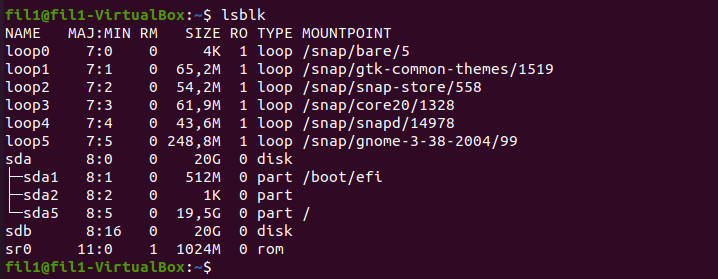 fil1@fil1-VirtualBox:~$ lsblk
NAME   MAJ:MIN RM   SIZE RO TYPE MOUNTPOINT
loop0    7:0    0     4K  1 loop /snap/bare/5
loop1    7:1    0  65,2M  1 loop /snap/gtk-common-themes/1519
loop2    7:2    0  54,2M  1 loop /snap/snap-store/558
loop3    7:3    0  61,9M  1 loop /snap/core20/1328
loop4    7:4    0  43,6M  1 loop /snap/snapd/14978
loop5    7:5    0 248,8M  1 loop /snap/gnome-3-38-2004/99
sda      8:0    0    20G  0 disk
├─sda1   8:1    0   512M  0 part /boot/efi
├─sda2   8:2    0     1K  0 part
└─sda5   8:5    0  19,5G  0 part /
sdb      8:16   0    20G  0 disk
sr0     11:0    1  1024M  0 rom
fil1@fil1-VirtualBox:~$